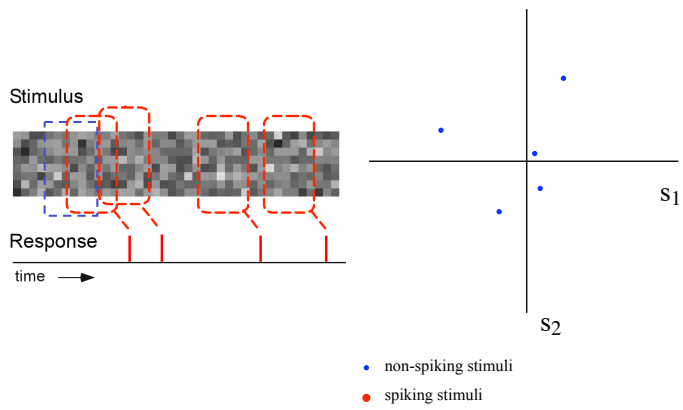 Stimulus
Response
time
s1
s2
non-spiking stimuli
spiking stimuli